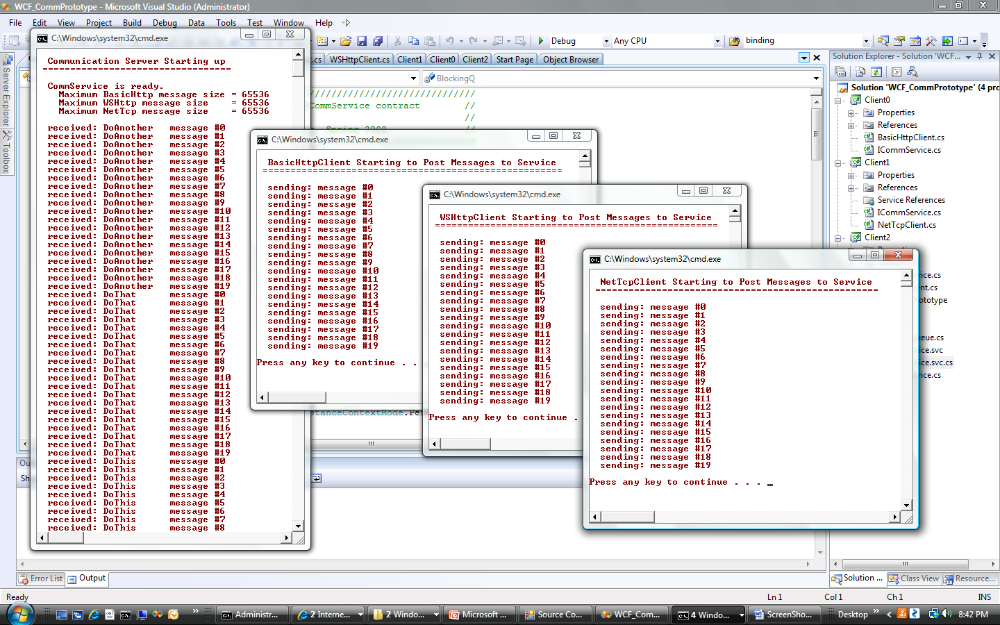 WCF_CommPrototype - Microsoft Visual Studio (Administrator)
File Edit View Project Build Debug Data Tools Test Window Help
Debug Any CPU binding
C:\Windows\system32\cmd.exe
Communication Server Starting up
=================================
CommService is ready.
Maximum BasicHttp message size = 65536
Maximum WSHttp message size = 65536
Maximum NetTcp message size = 65536
received: DoAnother message #0
received: DoAnother message #1
received: DoAnother message #2
received: DoAnother message #3
received: DoAnother message #4
received: DoAnother message #5
received: DoAnother message #6
received: DoAnother message #7
received: DoAnother message #8
received: DoAnother message #9
received: DoAnother message #10
received: DoAnother message #11
received: DoAnother message #12
received: DoAnother message #13
received: DoAnother message #14
received: DoAnother message #15
received: DoAnother message #16
received: DoAnother message #17
received: DoAnother message #18
received: DoAnother message #19
received: DoThat message #0
received: DoThat message #1
received: DoThat message #2
received: DoThat message #3
received: DoThat message #4
received: DoThat message #5
received: DoThat message #6
received: DoThat message #7
received: DoThat message #8
received: DoThat message #9
received: DoThat message #10
received: DoThat message #11
received: DoThat message #12
received: DoThat message #13
received: DoThat message #14
received: DoThat message #15
received: DoThat message #16
received: DoThat message #17
received: DoThat message #18
received: DoThat message #19
received: DoThis message #0
received: DoThis message #1
received: DoThis message #2
received: DoThis message #3
received: DoThis message #4
received: DoThis message #5
received: DoThis message #6
received: DoThis message #7
received: DoThis message #8
Server Explorer
Toolbox
.cs WSHttpClient.cs Client1 Client0 Client2 Start Page Object Browser
BlockingQ
//////////////////////////////
CommService contract //
//
Spring 2009 //
C:\Windows\system32\cmd.exe
BasicHttpClient Starting to Post Messages to Service
======================================================
sending: message #0
sending: message #1
sending: message #2
sending: message #3
sending: message #4
sending: message #5
sending: message #6
sending: message #7
sending: message #8
sending: message #9
sending: message #10
sending: message #11
sending: message #12
sending: message #13
sending: message #14
sending: message #15
sending: message #16
sending: message #17
sending: message #18
sending: message #19
Press any key to continue . .
stanceContextMode.Per
C:\Windows\system32\cmd.exe
WSHttpClient Starting to Post Messages to Service
===================================================
sending: message #0
sending: message #1
sending: message #2
sending: message #3
sending: message #4
sending: message #5
sending: message #6
sending: message #7
sending: message #8
sending: message #9
sending: message #10
sending: message #11
sending: message #12
sending: message #13
sending: message #14
sending: message #15
sending: message #16
sending: message #17
sending: message #18
sending: message #19
Press any key to continue .
C:\Windows\system32\cmd.exe
NetTcpClient Starting to Post Messages to Service
===================================================
sending: message #0
sending: message #1
sending: message #2
sending: message #3
sending: message #4
sending: message #5
sending: message #6
sending: message #7
sending: message #8
sending: message #9
sending: message #10
sending: message #11
sending: message #12
sending: message #13
sending: message #14
sending: message #15
sending: message #16
sending: message #17
sending: message #18
sending: message #19
Press any key to continue . . . _
Solution Explorer - Solution 'WCF...
Solution 'WCF_CommPrototype' (4 pro
Client0
Properties
References
BasicHttpClient.cs
ICommService.cs
Client1
Properties
References
Service References
ICommService.cs
NetTcpClient.cs
Client2
ice.cs
nt.cs
ototype
eue.cs
ice.svc
ice.svc.cs
ice.cs
Ou
Sh
Error List Output
Solution ... Class View Resource...
Ready Ln 1 Col 1 Ch 1 INS
Administr... 2 Interne... 2 Windo... Microsoft ... Source Co... WCF_Com... 4 Windo... ScreenSho... Desktop 8:42 PM